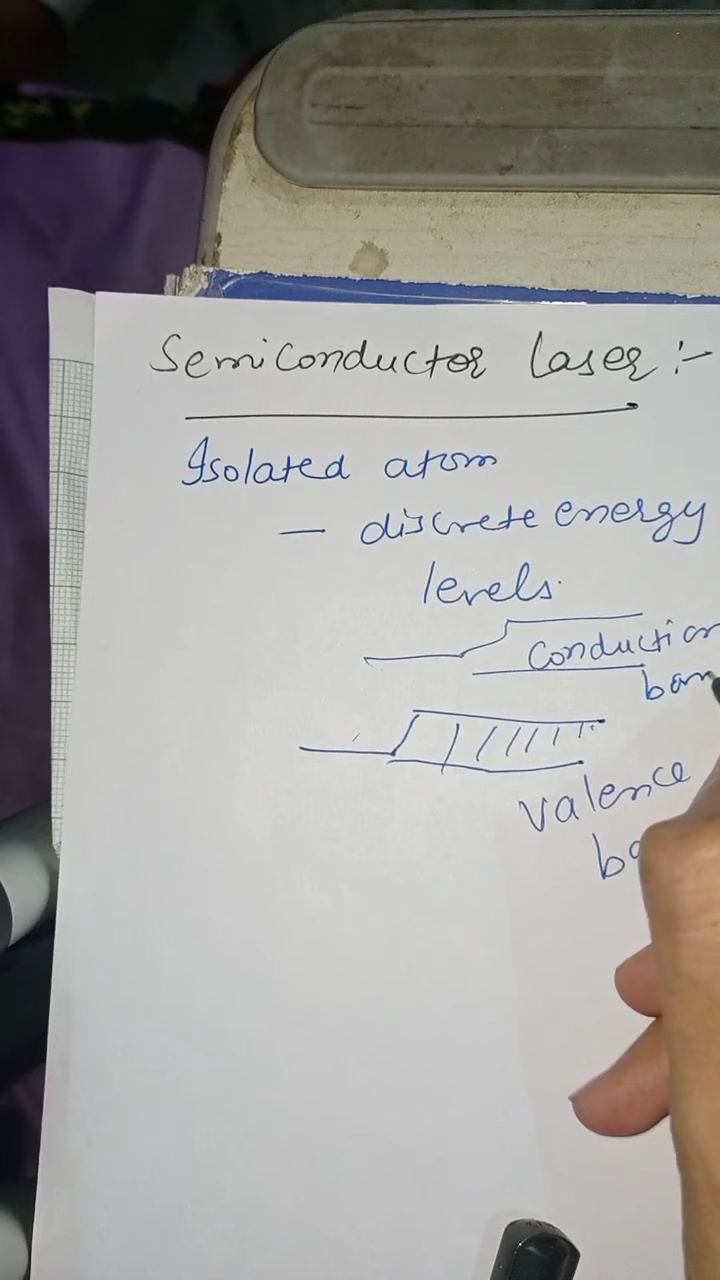 Semiconductor laser :-
Isolated atom
- discrete energy
levels.
Conduction
valence